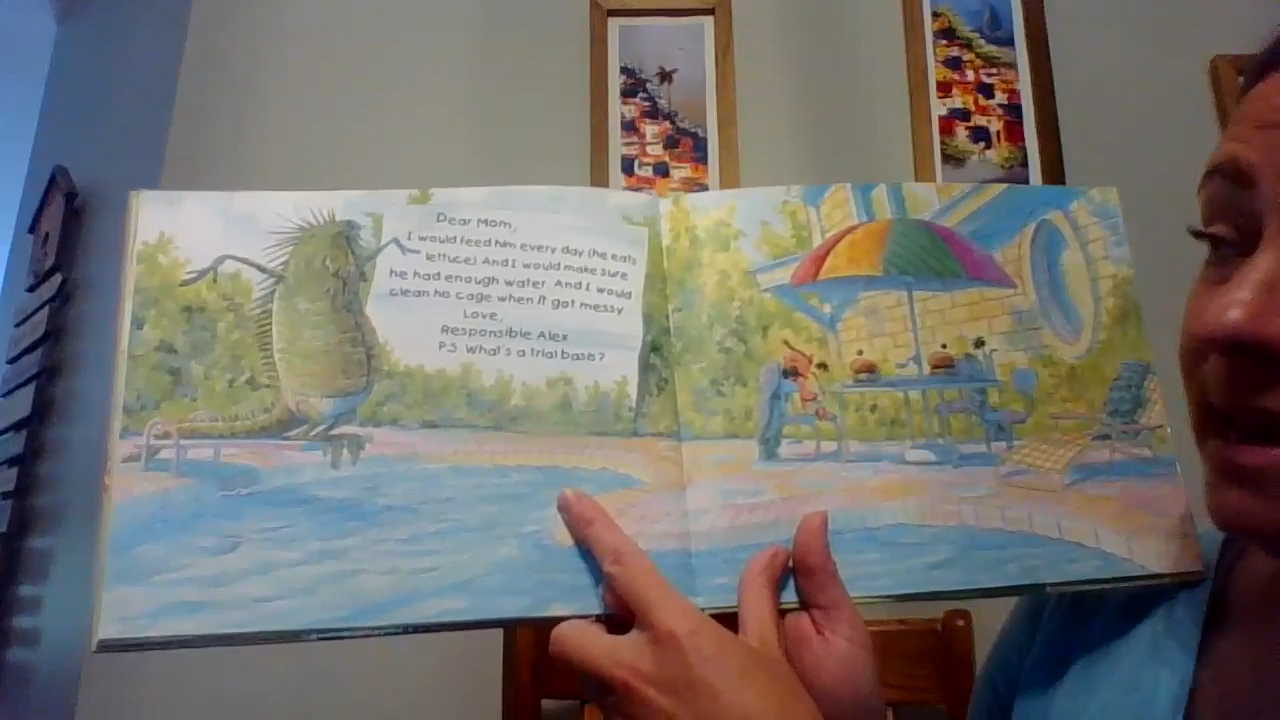 Dear Mom,
I would feed him every day (he eats
lettuce) And I would make sure
he had enough water And I would
clean his cage when it got messy
Love,
Responsible Alex
P.S. What's a trial basis?